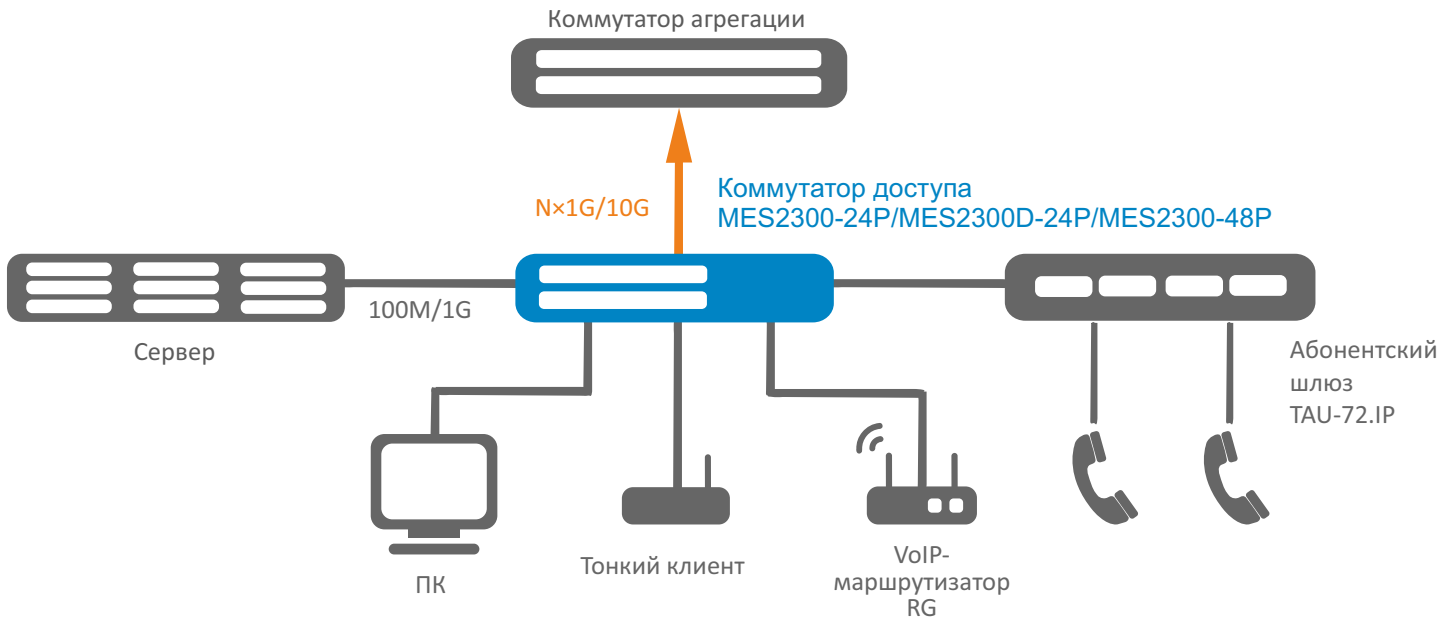 Коммутатор агрегации
N×1G/10G
Коммутатор доступа
MES2300-24P/MES2300D-24P/MES2300-48P
100M/1G
Сервер
Абонентский
шлюз
TAU-72.IP
ПК
Тонкий клиент
VoIP-
маршрутизатор
RG